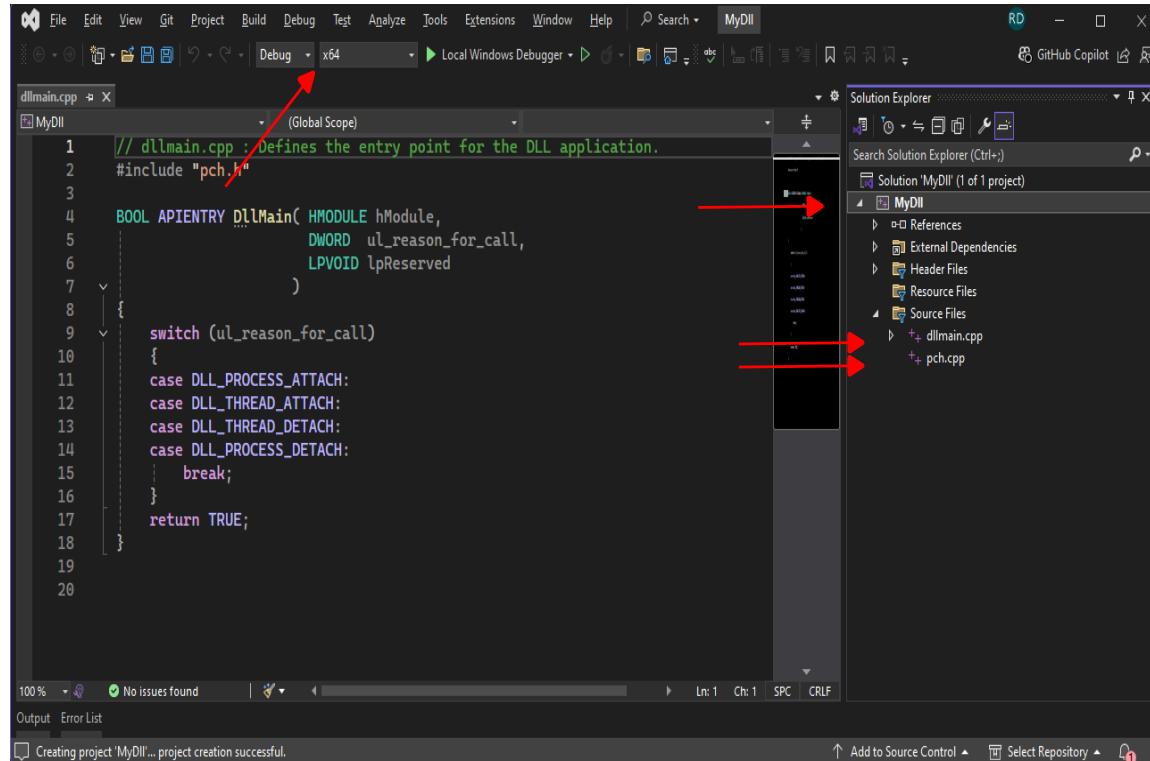 File Edit View Git Project Build Debug Test Analyze Tools Extensions Window Help Search MyDll RD
Debug x64 Local Windows Debugger GitHub Copilot
dllmain.cpp
MyDll (Global Scope)
1 // dllmain.cpp : Defines the entry point for the DLL application.
2 #include "pch.h"
3
4 BOOL APIENTRY DllMain( HMODULE hModule,
5 DWORD ul_reason_for_call,
6 LPVOID lpReserved
7 )
8 {
9 switch (ul_reason_for_call)
10 {
11 case DLL_PROCESS_ATTACH:
12 case DLL_THREAD_ATTACH:
13 case DLL_THREAD_DETACH:
14 case DLL_PROCESS_DETACH:
15 break;
16 }
17 return TRUE;
18 }
19
20
100 % No issues found Ln: 1 Ch: 1 SPC CRLF
Output Error List
Solution Explorer
Search Solution Explorer (Ctrl+;)
Solution 'MyDll' (1 of 1 project)
MyDll
References
External Dependencies
Header Files
Resource Files
Source Files
dllmain.cpp
pch.cpp
Creating project 'MyDll'... project creation successful. Add to Source Control Select Repository 1